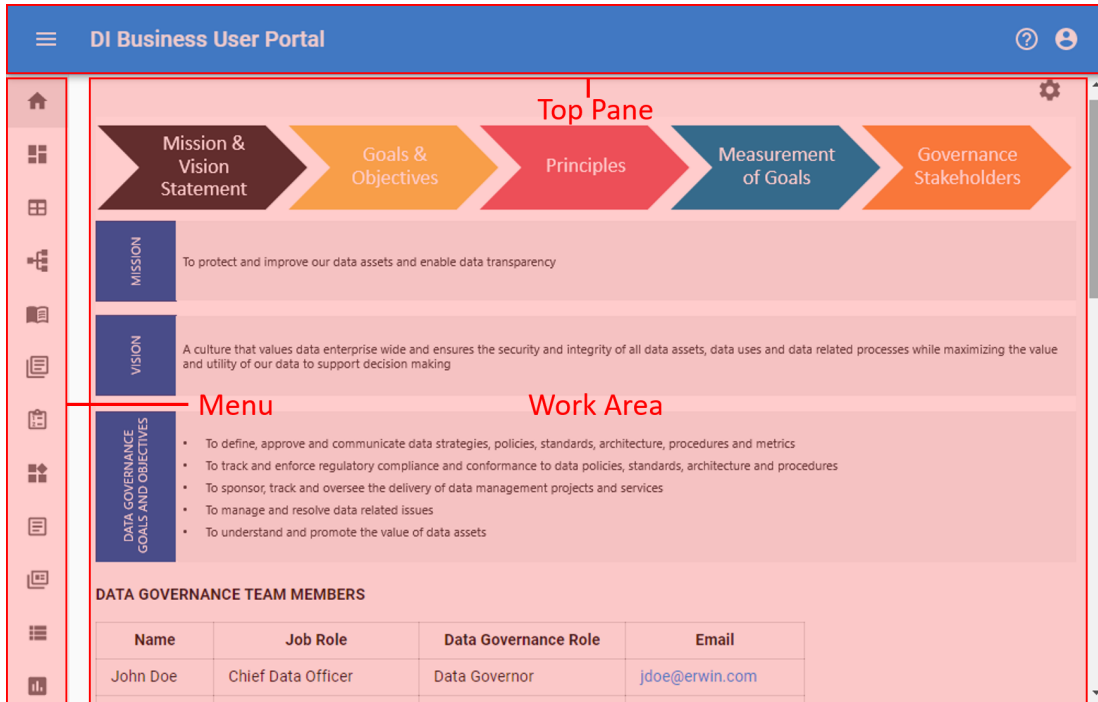 DI Business User Portal
Top Pane
Mission &
Vision
Statement
Goals &
Objectives
Principles
Measurement
of Goals
Governance
Stakeholders
MISSION
To protect and improve our data assets and enable data transparency
VISION
A culture that values data enterprise wide and ensures the security and integrity of all data assets, data uses and data related processes while maximizing the value
and utility of our data to support decision making
Menu
Work Area
DATA GOVERNANCE
GOALS AND OBJECTIVES
• To define, approve and communicate data strategies, policies, standards, architecture, procedures and metrics
• To track and enforce regulatory compliance and conformance to data policies, standards, architecture and procedures
• To sponsor, track and oversee the delivery of data management projects and services
• To manage and resolve data related issues
• To understand and promote the value of data assets
DATA GOVERNANCE TEAM MEMBERS
Name Job Role Data Governance Role Email
John Doe Chief Data Officer Data Governor jdoe@erwin.com